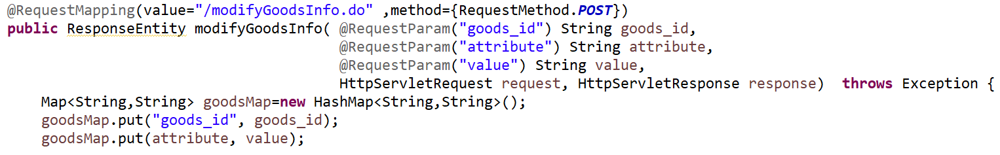 @RequestMapping(value="/modifyGoodsInfo.do" ,method={RequestMethod.POST})
public ResponseEntity modifyGoodsInfo( @RequestParam("goods_id") String goods_id,
@RequestParam("attribute") String attribute,
@RequestParam("value") String value,
HttpServletRequest request, HttpServletResponse response)  throws Exception {
Map<String,String> goodsMap=new HashMap<String,String>();
goodsMap.put("goods_id", goods_id);
goodsMap.put(attribute, value);